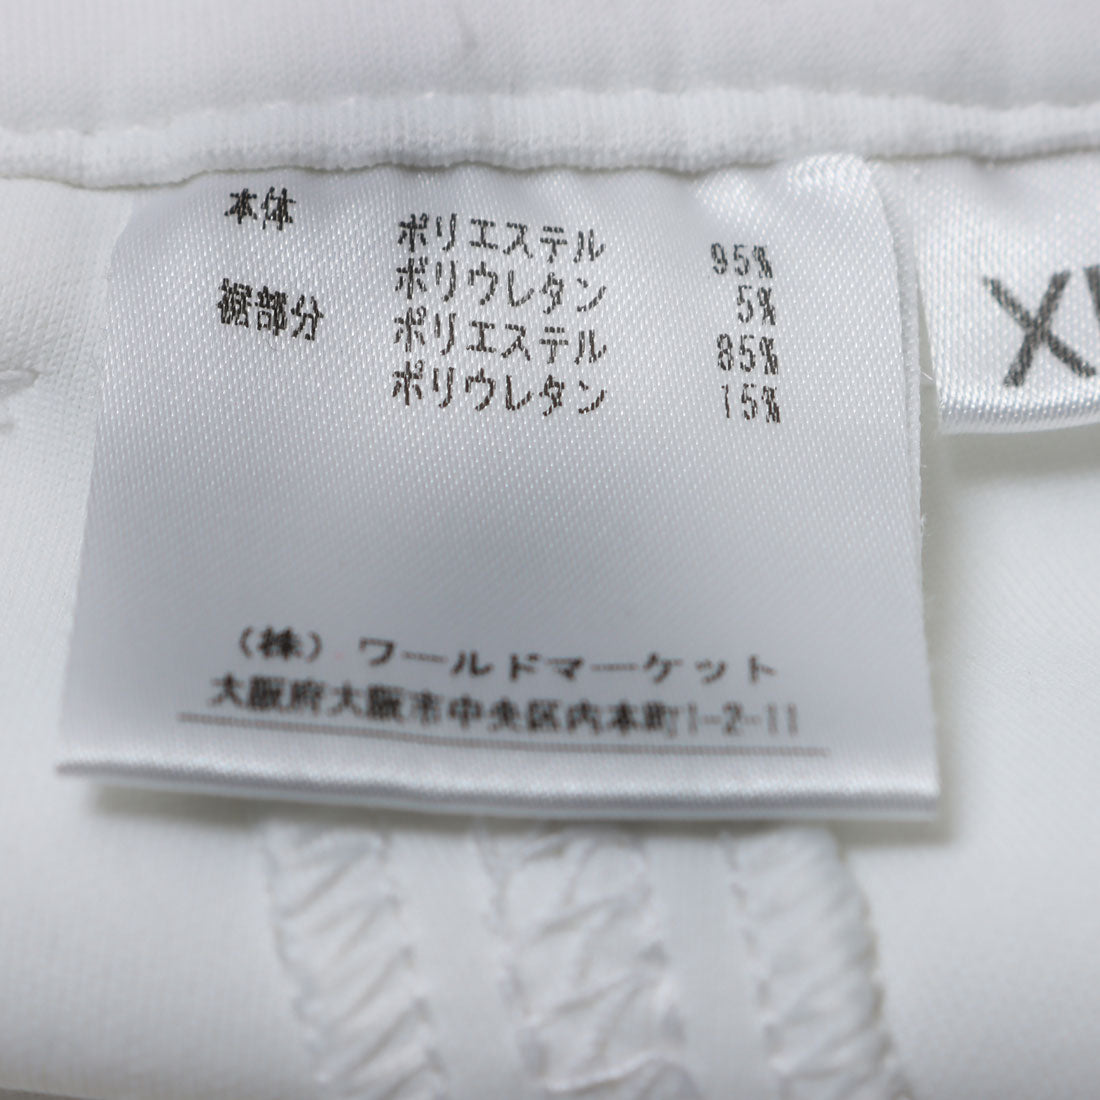 本体 ポリエステル 95%
ポリウレタン 5%
裾部分 ポリエステル 85%
ポリウレタン 15%
(株)ワールドマーケット
大阪府大阪市中央区内本町1-2-11